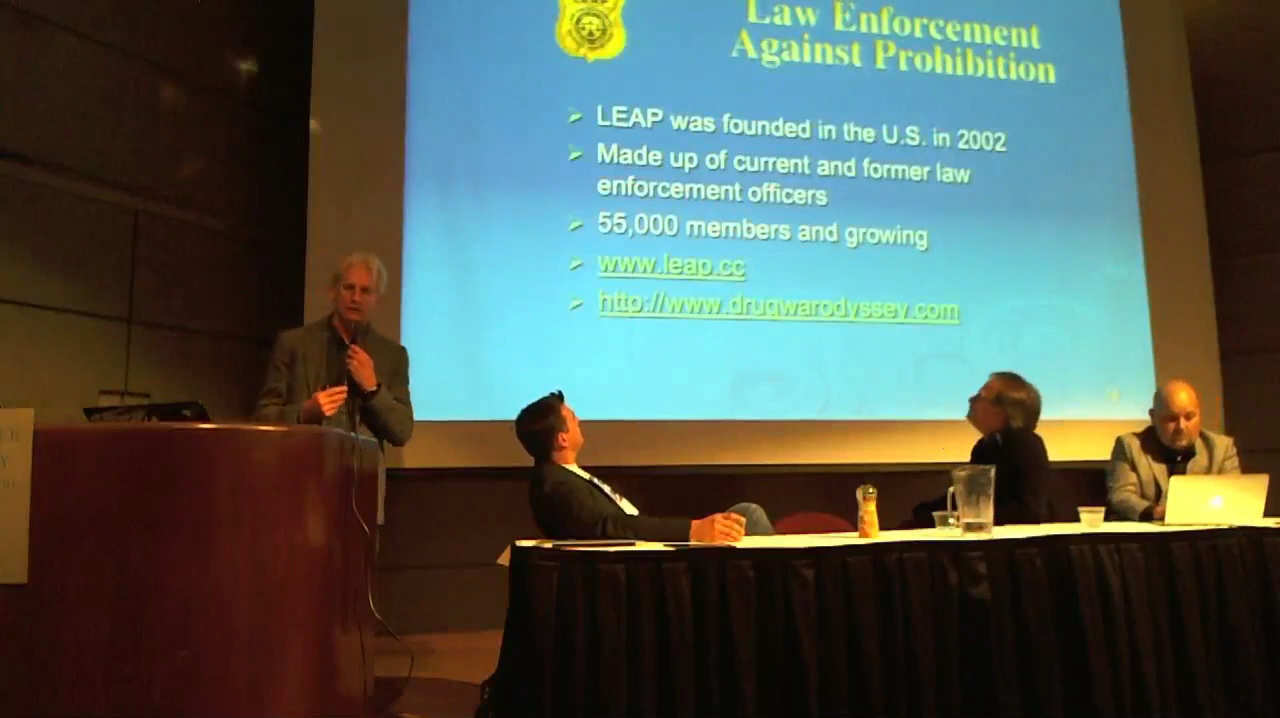 Law Enforcement
Against Prohibition
LEAP was founded in the U.S. in 2002
Made up of current and former law
enforcement officers
55,000 members and growing
www.leap.cc
http://www.drugwarodyssey.com